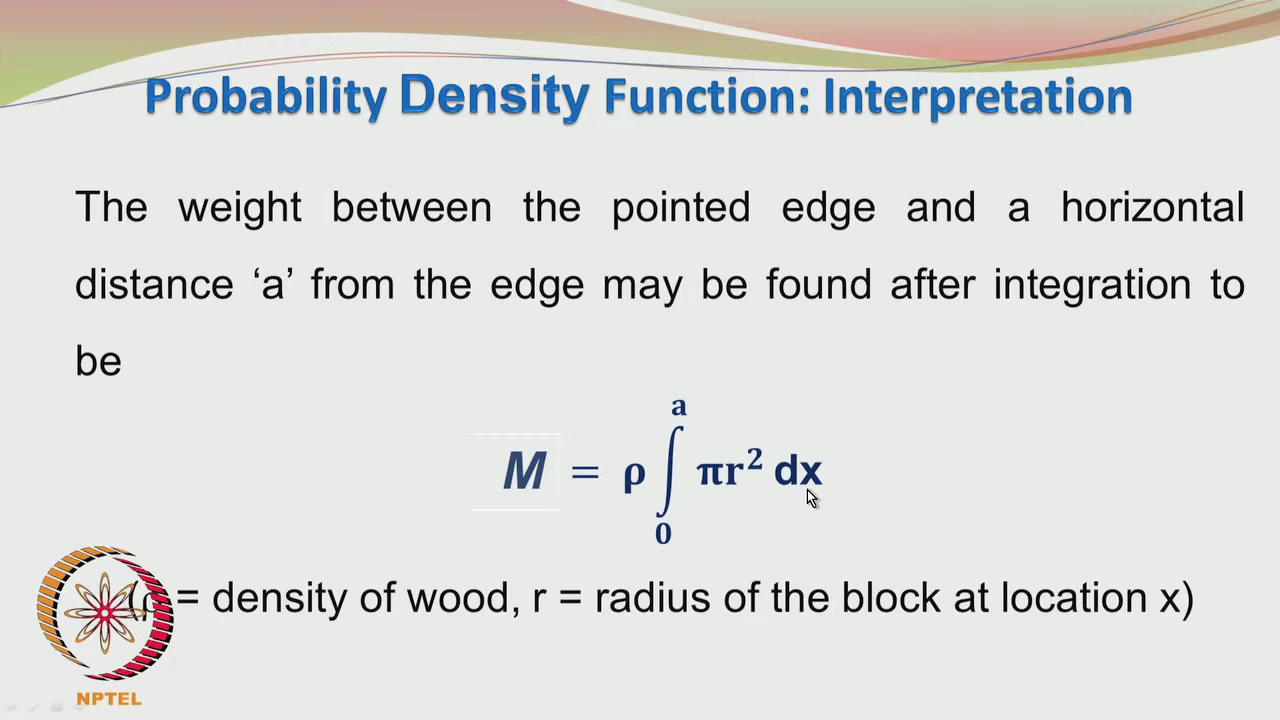 Probability Density Function: Interpretation
The weight between the pointed edge and a horizontal
distance ‘a’ from the edge may be found after integration to
be
M = ρ ∫₀ᵃ πr² dx
(ρ = density of wood, r = radius of the block at location x)
NPTEL